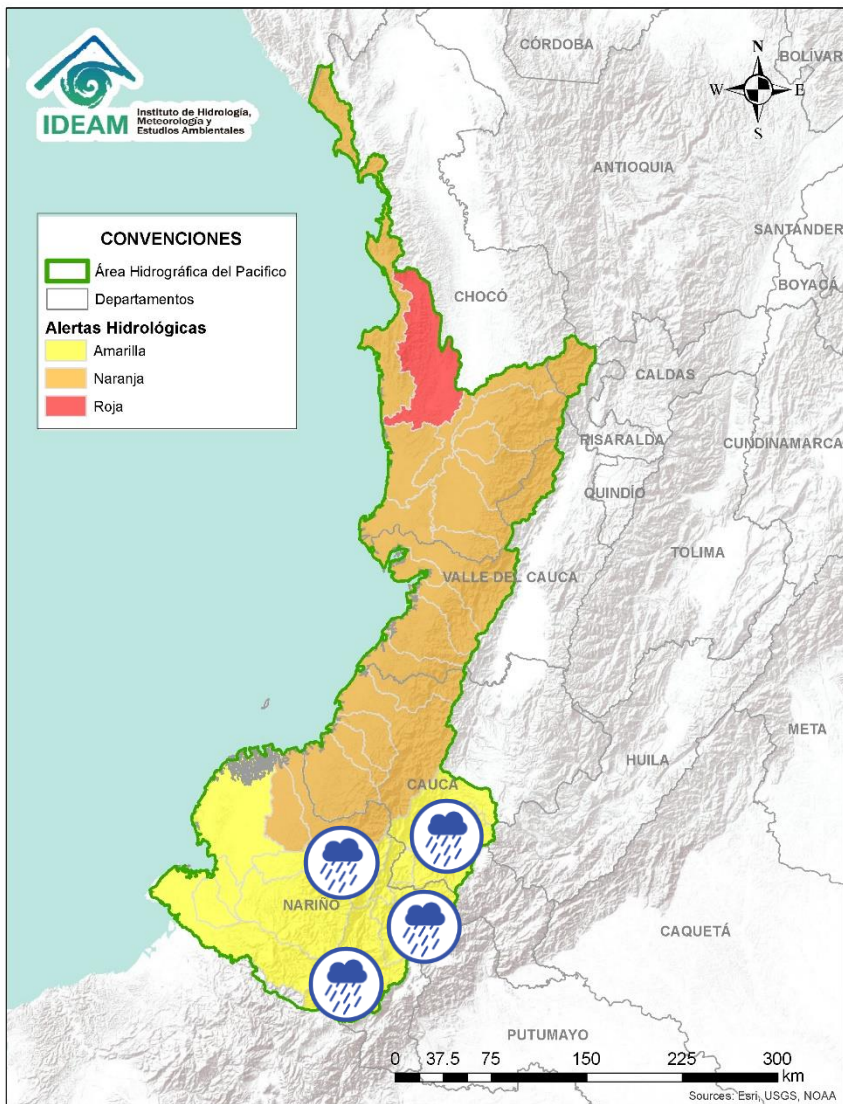 IDEAM
Instituto de Hidrología,
Meteorología y
Estudios Ambientales
N
W
E
S
CÓRDOBA
BOLÍVAR
ANTIOQUIA
SANTANDER
BOYACÁ
CHOCÓ
CALDAS
RISARALDA
CUNDINAMARCA
QUINDÍO
TOLIMA
VALLE DEL CAUCA
META
HUILA
CAUCA
NARIÑO
CAQUETÁ
PUTUMAYO
CONVENCIONES
Área Hidrográfica del Pacifico
Departamentos
Alertas Hidrológicas
Amarilla
Naranja
Roja
0 37.5 75 150 225 300
km
Sources: Esri, USGS, NOAA